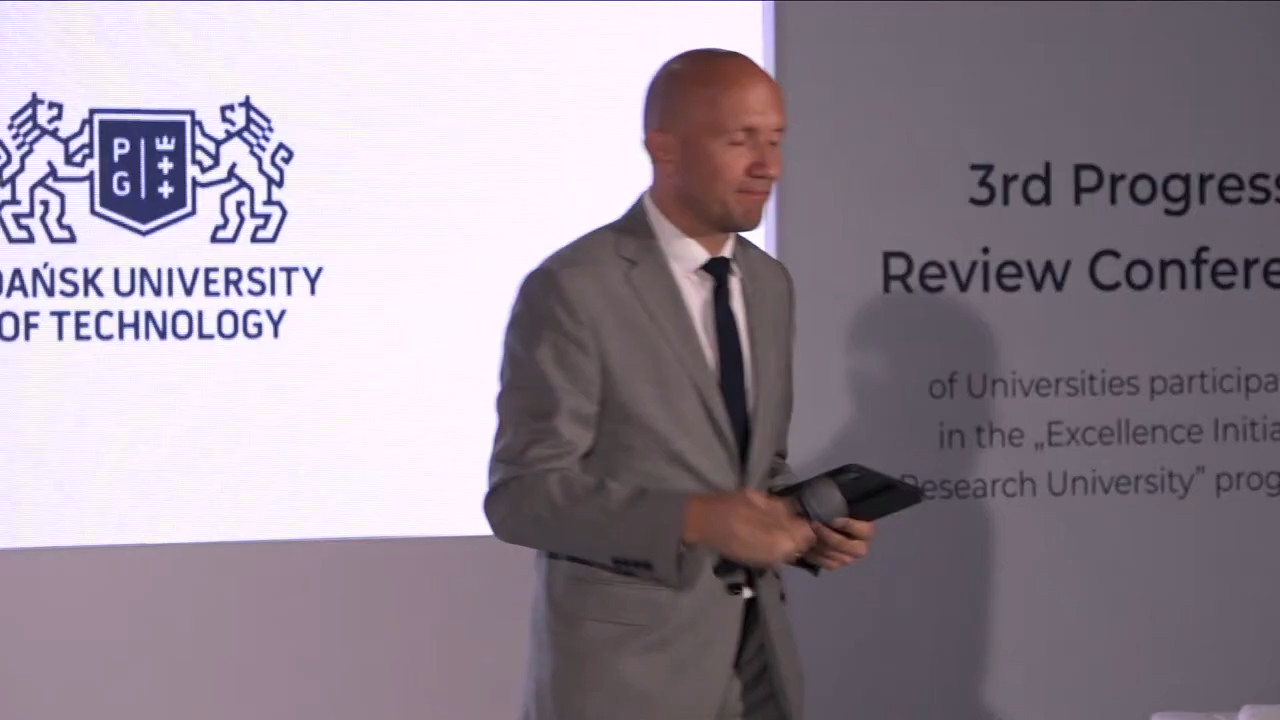 P G
DAŃSK UNIVERSITY
OF TECHNOLOGY
3rd Progress
Review Confere
of Universities participa
in the „Excellence Initia
Research University” prog